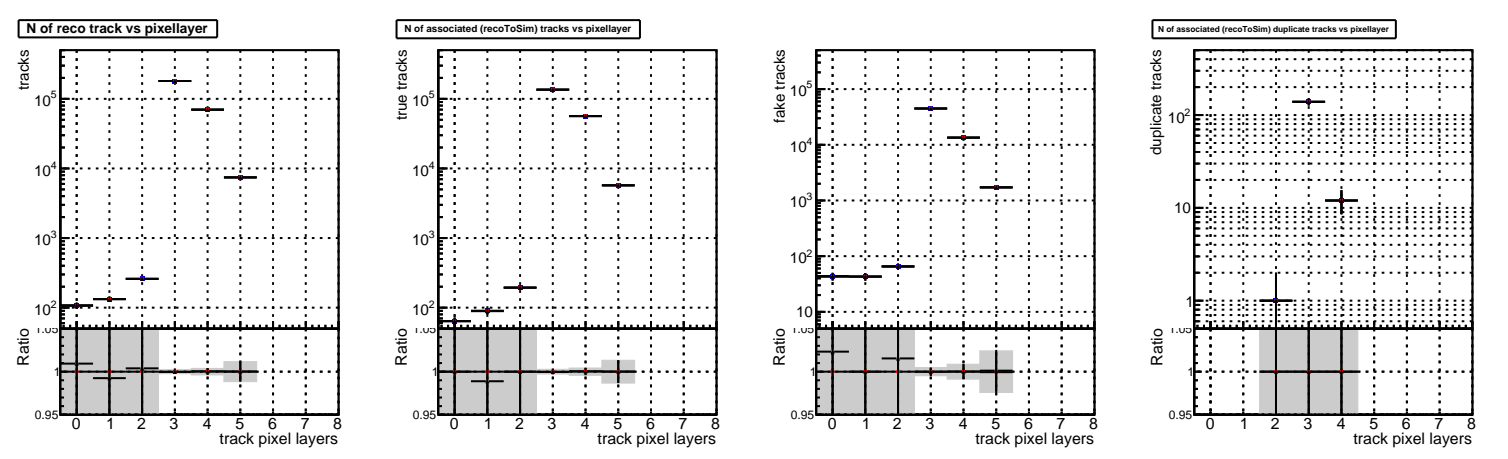 N of reco track vs pixellayer
tracks
10^5
10^4
10^3
10^2
Ratio
1.05
1
0.95
0 1 2 3 4 5 6 7 8
track pixel layers
N of associated (recoToSim) tracks vs pixellayer
true tracks
10^5
10^4
10^3
10^2
Ratio
1.05
1
0.95
0 1 2 3 4 5 6 7 8
track pixel layers
fake tracks
10^5
10^4
10^3
10^2
10
Ratio
1.05
1
0.95
0 1 2 3 4 5 6 7 8
track pixel layers
N of associated (recoToSim) duplicate tracks vs pixellayer
duplicate tracks
10^2
10
1
Ratio
1.05
1
0.95
0 1 2 3 4 5 6 7 8
track pixel layers